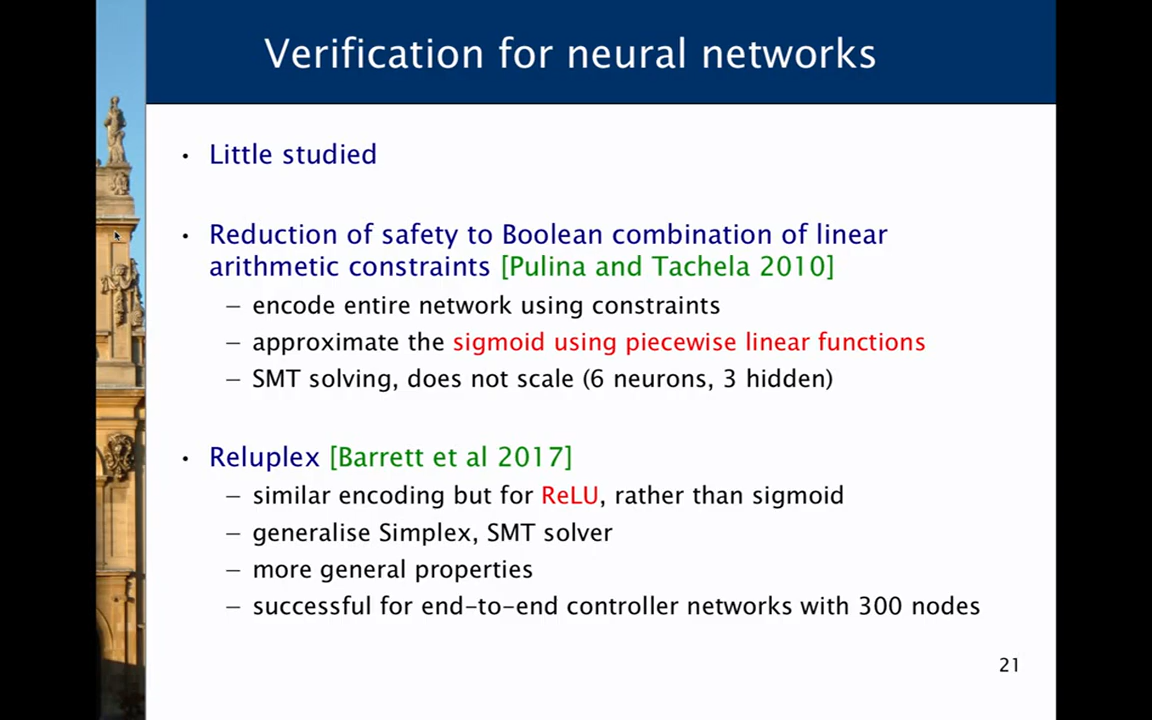 Verification for neural networks
• Little studied
• Reduction of safety to Boolean combination of linear
arithmetic constraints [Pulina and Tachela 2010]
– encode entire network using constraints
– approximate the sigmoid using piecewise linear functions
– SMT solving, does not scale (6 neurons, 3 hidden)
• Reluplex [Barrett et al 2017]
– similar encoding but for ReLU, rather than sigmoid
– generalise Simplex, SMT solver
– more general properties
– successful for end-to-end controller networks with 300 nodes
21